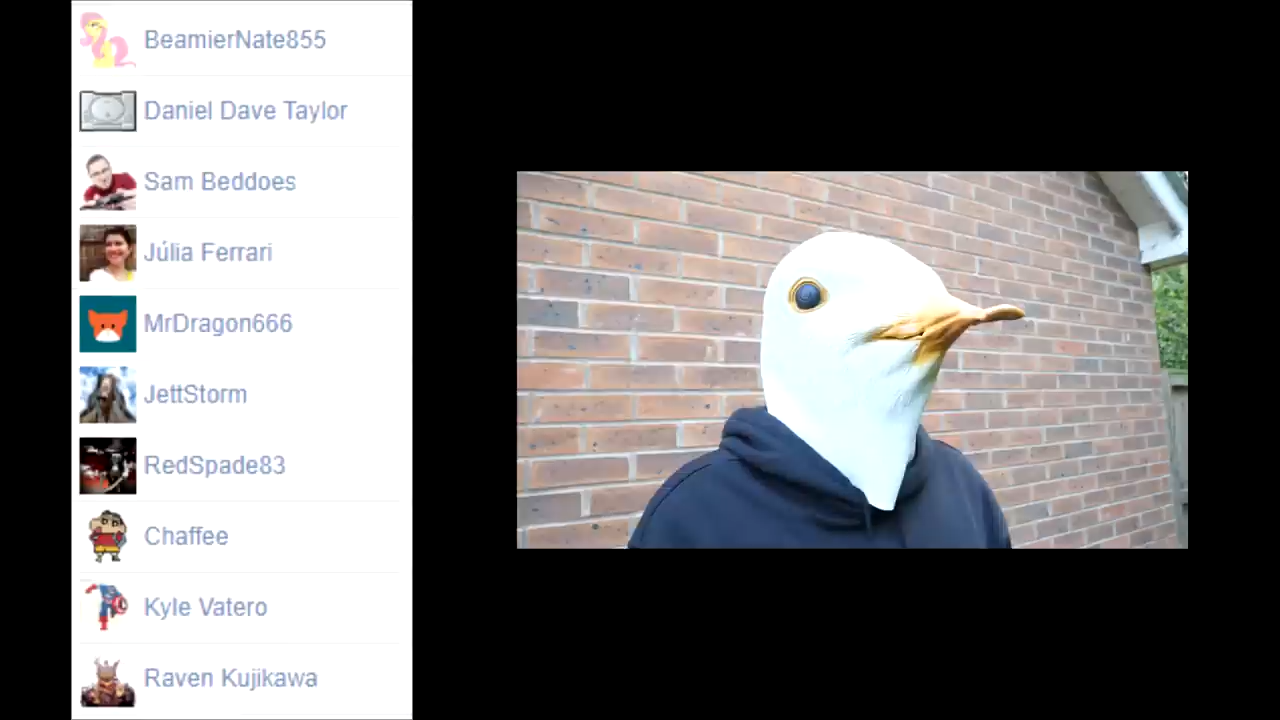 BeamierNate855
Daniel Dave Taylor
Sam Beddoes
Júlia Ferrari
MrDragon666
JettStorm
RedSpade83
Chaffee
Kyle Vatero
Raven Kujikawa